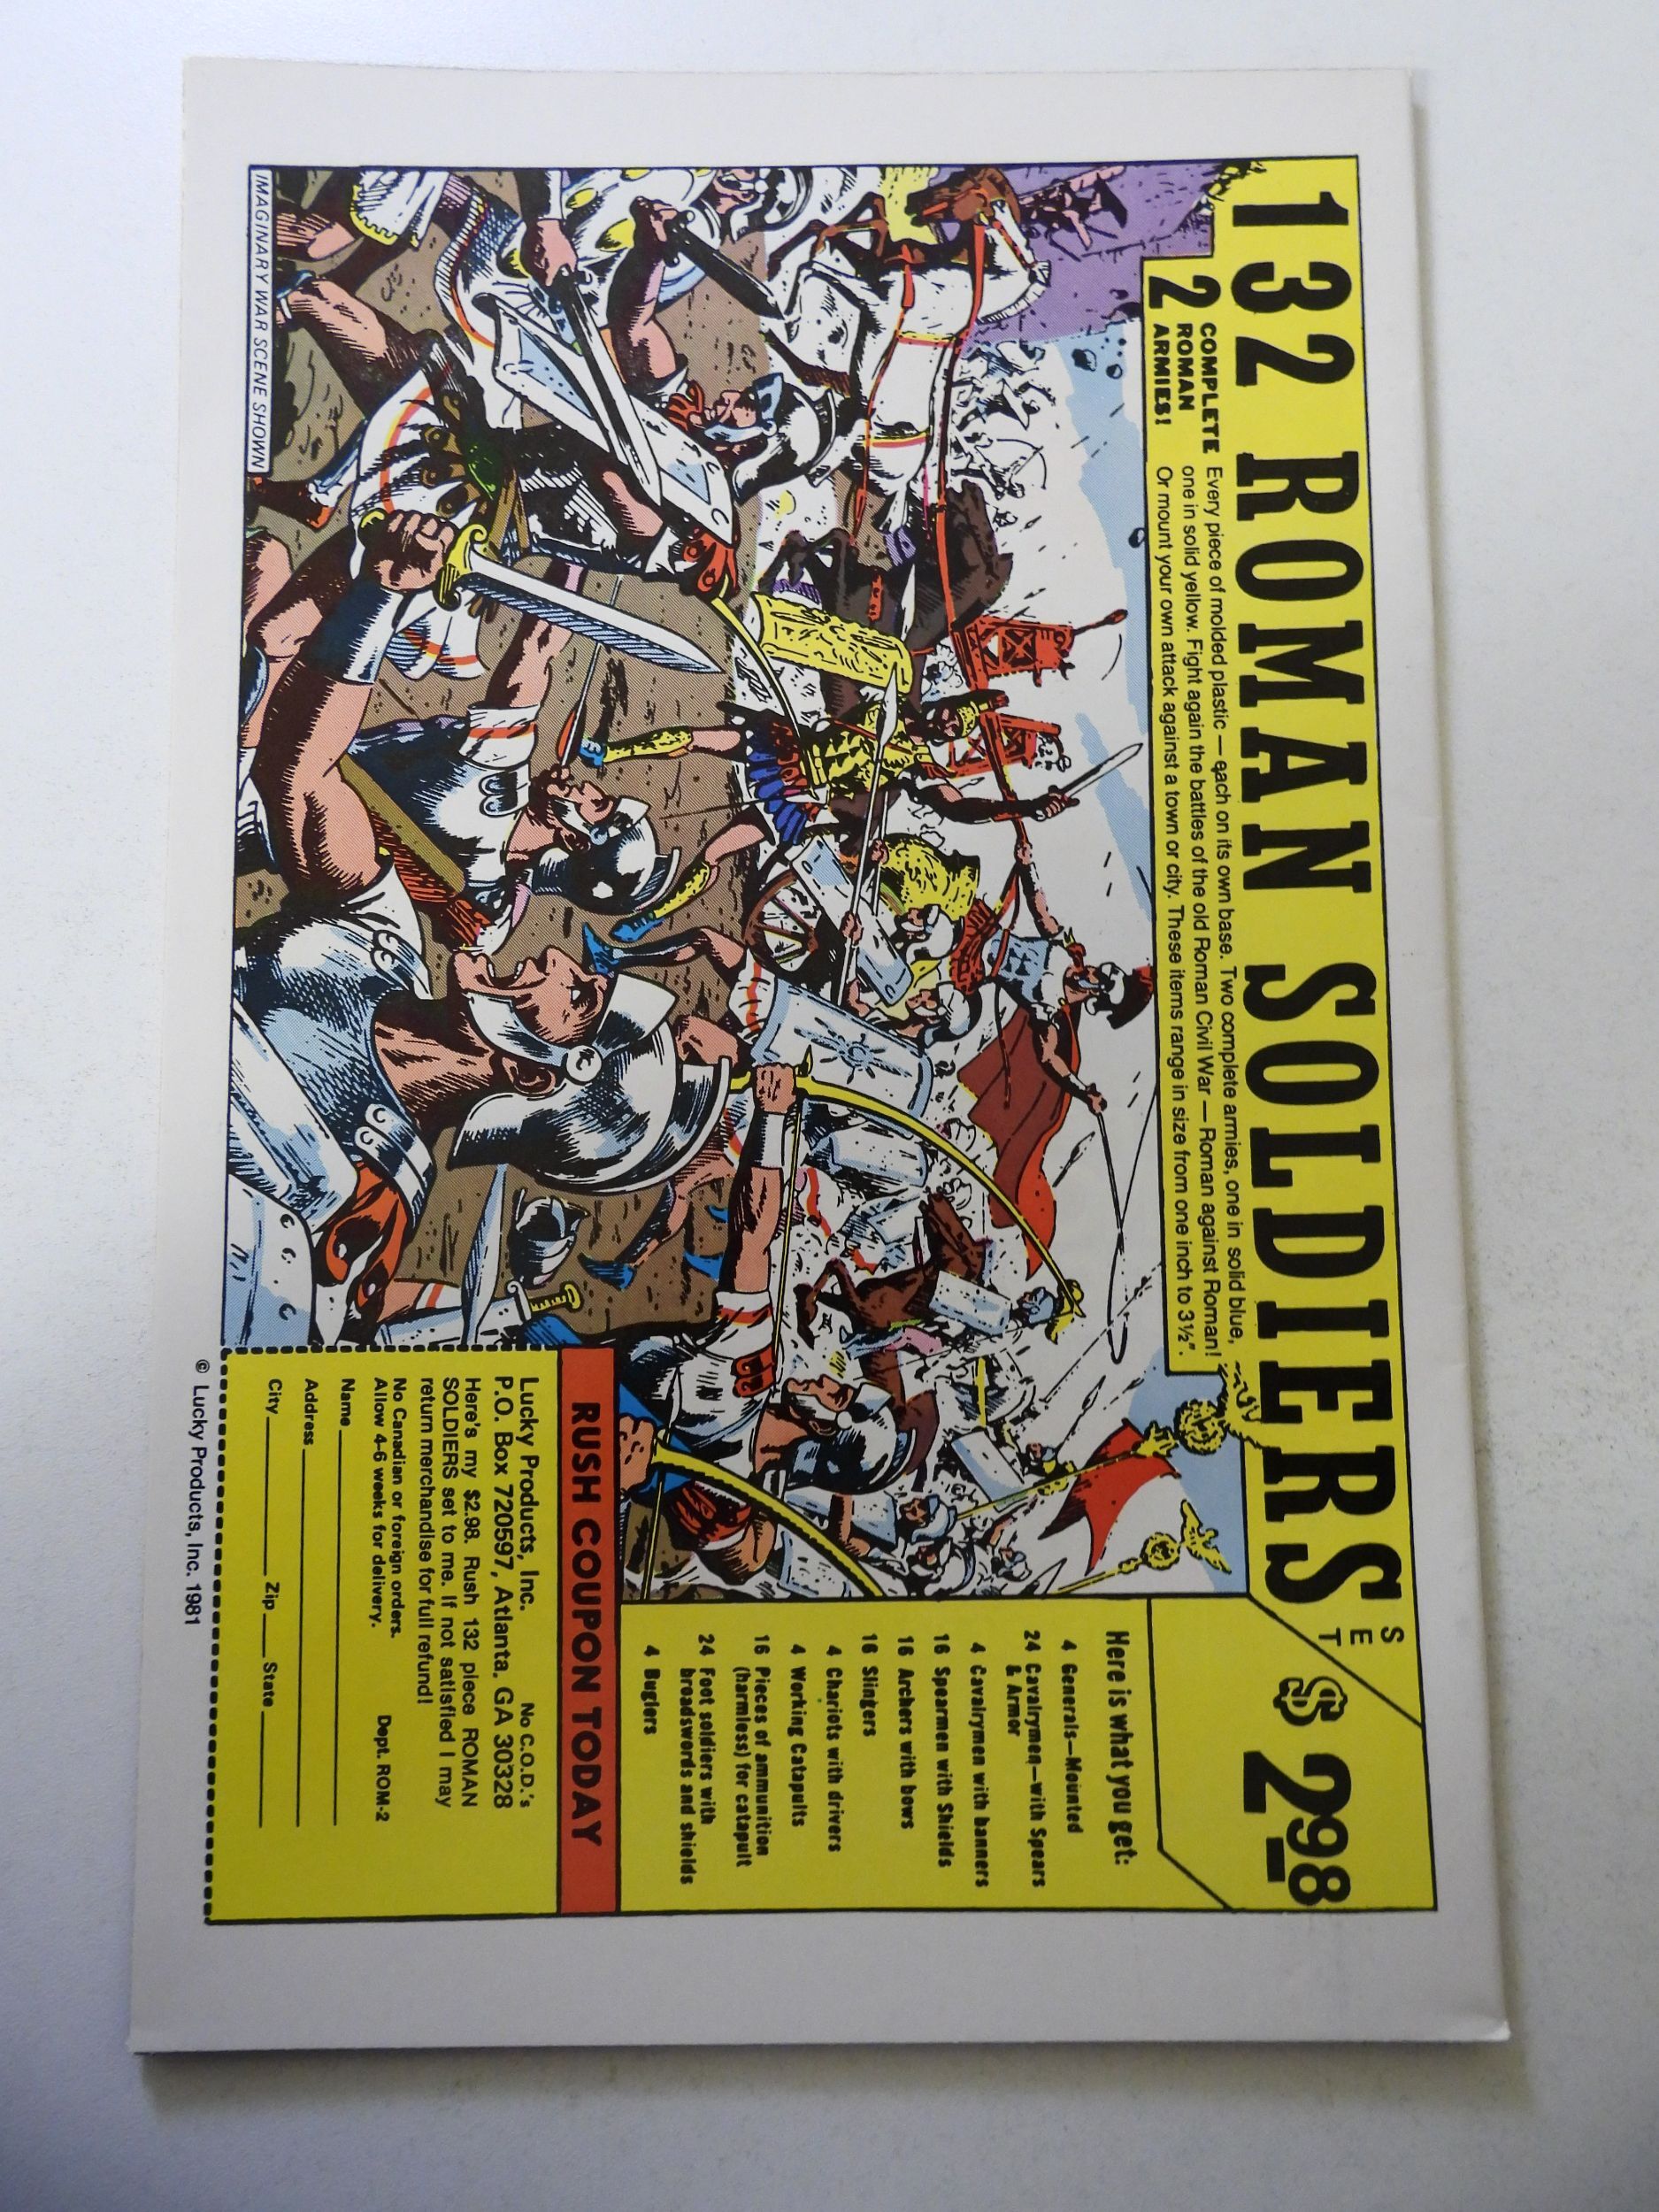 132 ROMAN SOLDIERS SET $2.98
2 COMPLETE ROMAN ARMIES!
Every piece of molded plastic — each on its own base. Two complete armies, one in solid blue,
one in solid yellow. Fight again the battles of the old Roman Civil War — Roman against Roman!
Or mount your own attack against a town or city. These items range in size from one inch to 3½".
Here is what you get:
4 Generals—Mounted
24 Cavalrymen—with Spears
& Armor
4 Cavalrymen with banners
16 Spearmen with Shields
16 Archers with bows
16 Slingers
4 Chariots with drivers
4 Working Catapults
16 Pieces of ammunition
(harmless) for catapult
24 Foot soldiers with
broadswords and shields
4 Buglers
RUSH COUPON TODAY
Lucky Products, Inc. No C.O.D.'s
P.O. Box 720597, Atlanta, GA 30328
Here's my $2.98. Rush 132 piece ROMAN
SOLDIERS set to me. If not satisfied I may
return merchandise for full refund!
No Canadian or foreign orders.
Allow 4-6 weeks for delivery. Dept. ROM-2
Name
Address
City Zip State
IMAGINARY WAR SCENE SHOWN
© Lucky Products, Inc. 1981